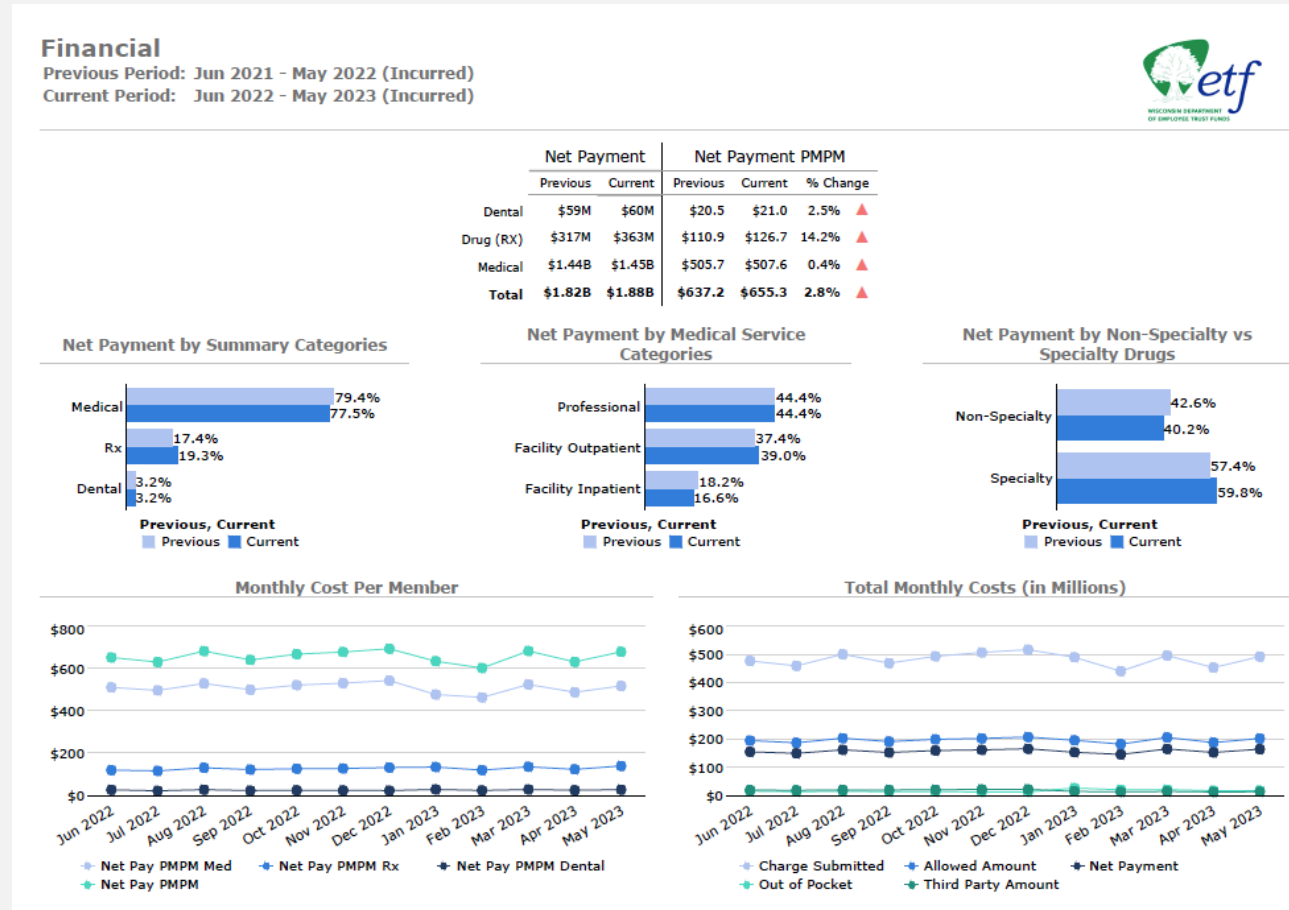 Financial
Previous Period: Jun 2021 - May 2022 (Incurred)
Current Period: Jun 2022 - May 2023 (Incurred)
etf
WISCONSIN DEPARTMENT
OF EMPLOYEE TRUST FUNDS
Net Payment Net Payment PMPM
Previous Current Previous Current % Change
Dental $59M $60M $20.5 $21.0 2.5%
Drug (RX) $317M $363M $110.9 $126.7 14.2%
Medical $1.44B $1.45B $505.7 $507.6 0.4%
Total $1.82B $1.88B $637.2 $655.3 2.8%
Net Payment by Summary Categories
Medical
79.4%
77.5%
Rx
17.4%
19.3%
Dental
3.2%
3.2%
Previous, Current
Previous Current
Net Payment by Medical Service
Categories
Professional
44.4%
44.4%
Facility Outpatient
37.4%
39.0%
Facility Inpatient
18.2%
16.6%
Previous, Current
Previous Current
Net Payment by Non-Specialty vs
Specialty Drugs
Non-Specialty
42.6%
40.2%
Specialty
57.4%
59.8%
Previous, Current
Previous Current
Monthly Cost Per Member
$800
$600
$400
$200
$0
Jun 2022 Jul 2022 Aug 2022 Sep 2022 Oct 2022 Nov 2022 Dec 2022 Jan 2023 Feb 2023 Mar 2023 Apr 2023 May 2023
Net Pay PMPM Med Net Pay PMPM Rx Net Pay PMPM Dental
Net Pay PMPM
Total Monthly Costs (in Millions)
$600
$500
$400
$300
$200
$100
$0
Jun 2022 Jul 2022 Aug 2022 Sep 2022 Oct 2022 Nov 2022 Dec 2022 Jan 2023 Feb 2023 Mar 2023 Apr 2023 May 2023
Charge Submitted Allowed Amount Net Payment
Out of Pocket Third Party Amount